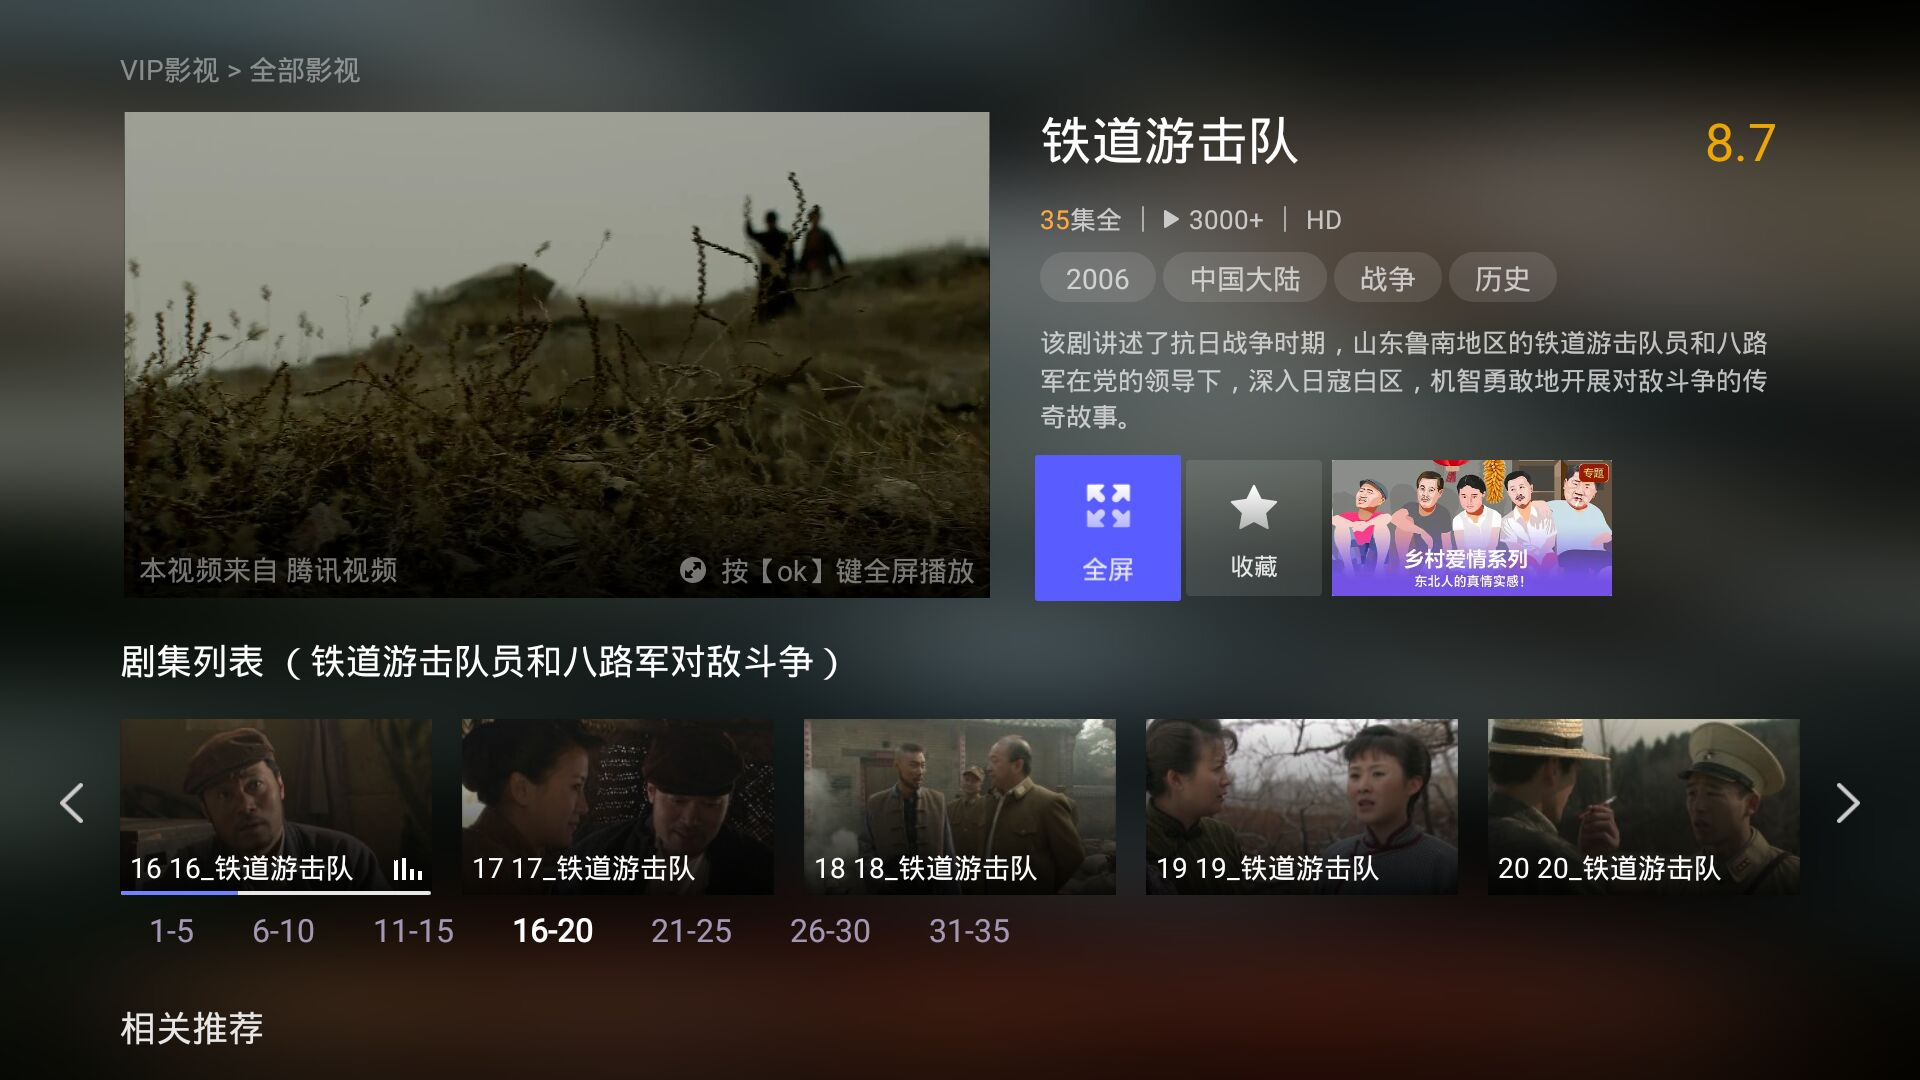 VIP影视 > 全部影视
铁道游击队
8.7
35集全 | 3000+ | HD
2006 中国大陆 战争 历史
该剧讲述了抗日战争时期，山东鲁南地区的铁道游击队员和八路
军在党的领导下，深入日寇白区，机智勇敢地开展对敌斗争的传
奇故事。
本视频来自 腾讯视频
按【ok】键全屏播放
全屏
收藏
专题
乡村爱情系列
东北人的真情实感！
剧集列表 （铁道游击队员和八路军对敌斗争）
16 16_铁道游击队
17 17_铁道游击队
18 18_铁道游击队
19 19_铁道游击队
20 20_铁道游击队
1-5 6-10 11-15 16-20 21-25 26-30 31-35
相关推荐